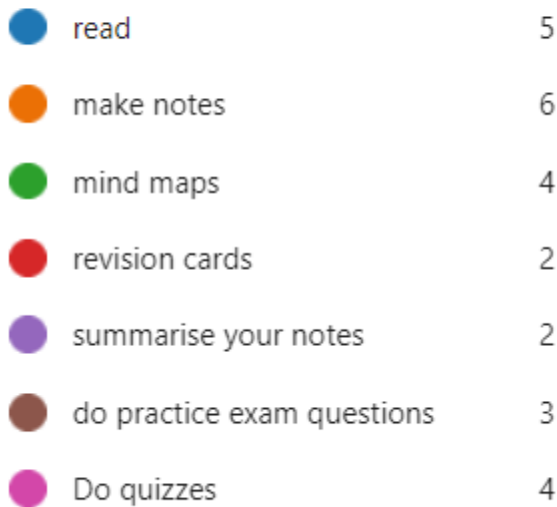 read 5
make notes 6
mind maps 4
revision cards 2
summarise your notes 2
do practice exam questions 3
Do quizzes 4